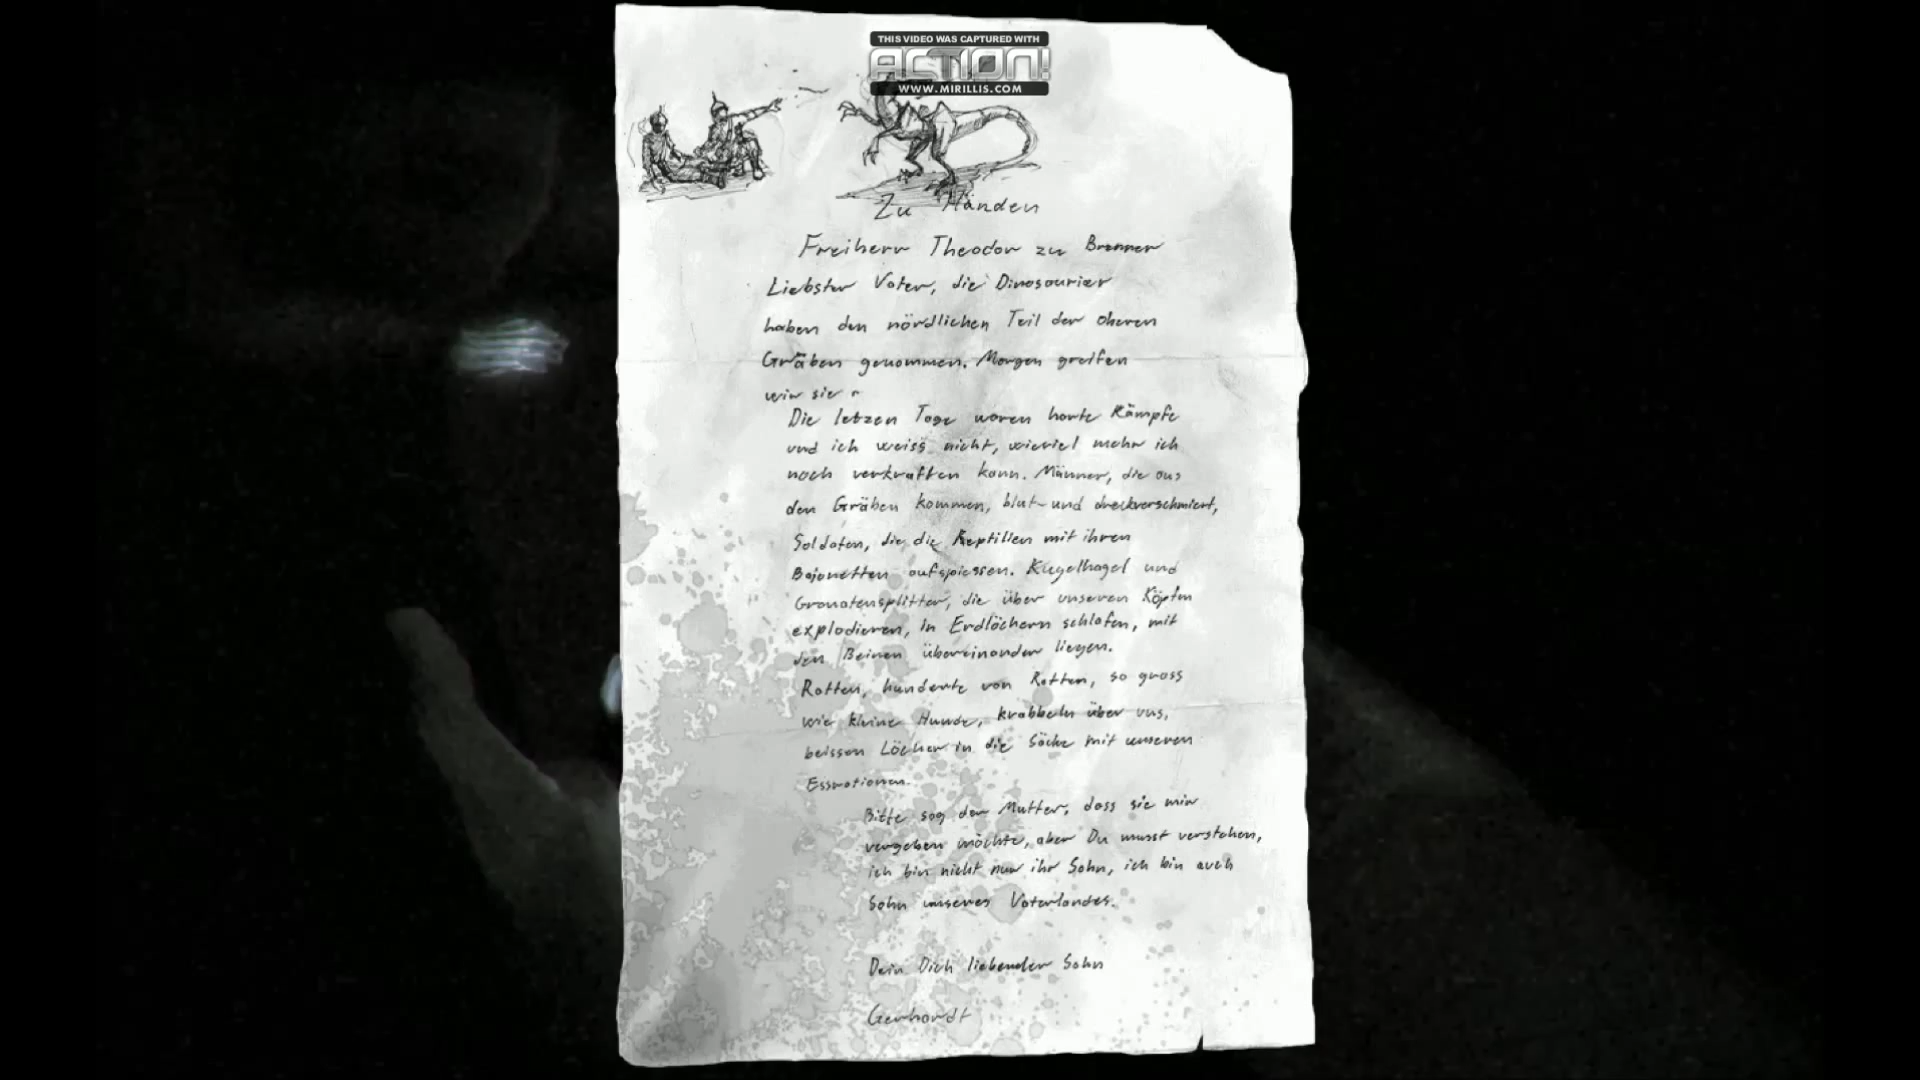 THIS VIDEO WAS CAPTURED WITH
ACTION!
WWW.MIRILLIS.COM
Zu Händen
Freiherr Theodor zu Brenner
Liebster Vater, die Dinosaurier
haben den nördlichen Teil der oberen
Gräben genommen. Morgen greifen
wir sie
Die letzen Tage waren harte Kämpfe
und ich weiss nicht, wieviel mehr ich
noch verkraften kann. Männer, die aus
den Gräben kommen, blut- und dreckverschmiert,
Soldaten, die die Reptilien mit ihren
Bajonetten aufspiessen. Kugelhagel und
Granatensplitter, die über unseren Köpfen
explodieren, in Erdlöchern schlafen, mit
den Beinen übereinander liegen.
Ratten, hunderte von Ratten, so gross
wie kleine Hunde, krabbeln über uns,
beissen Löcher in die Säcke mit unseren
Essrationen.
Bitte sag der Mutter, dass sie mir
vergeben möchte, aber Du musst verstehen,
ich bin nicht nur ihr Sohn, ich bin auch
Sohn unseres Vaterlandes.
Dein Dich liebender Sohn
Gerhardt